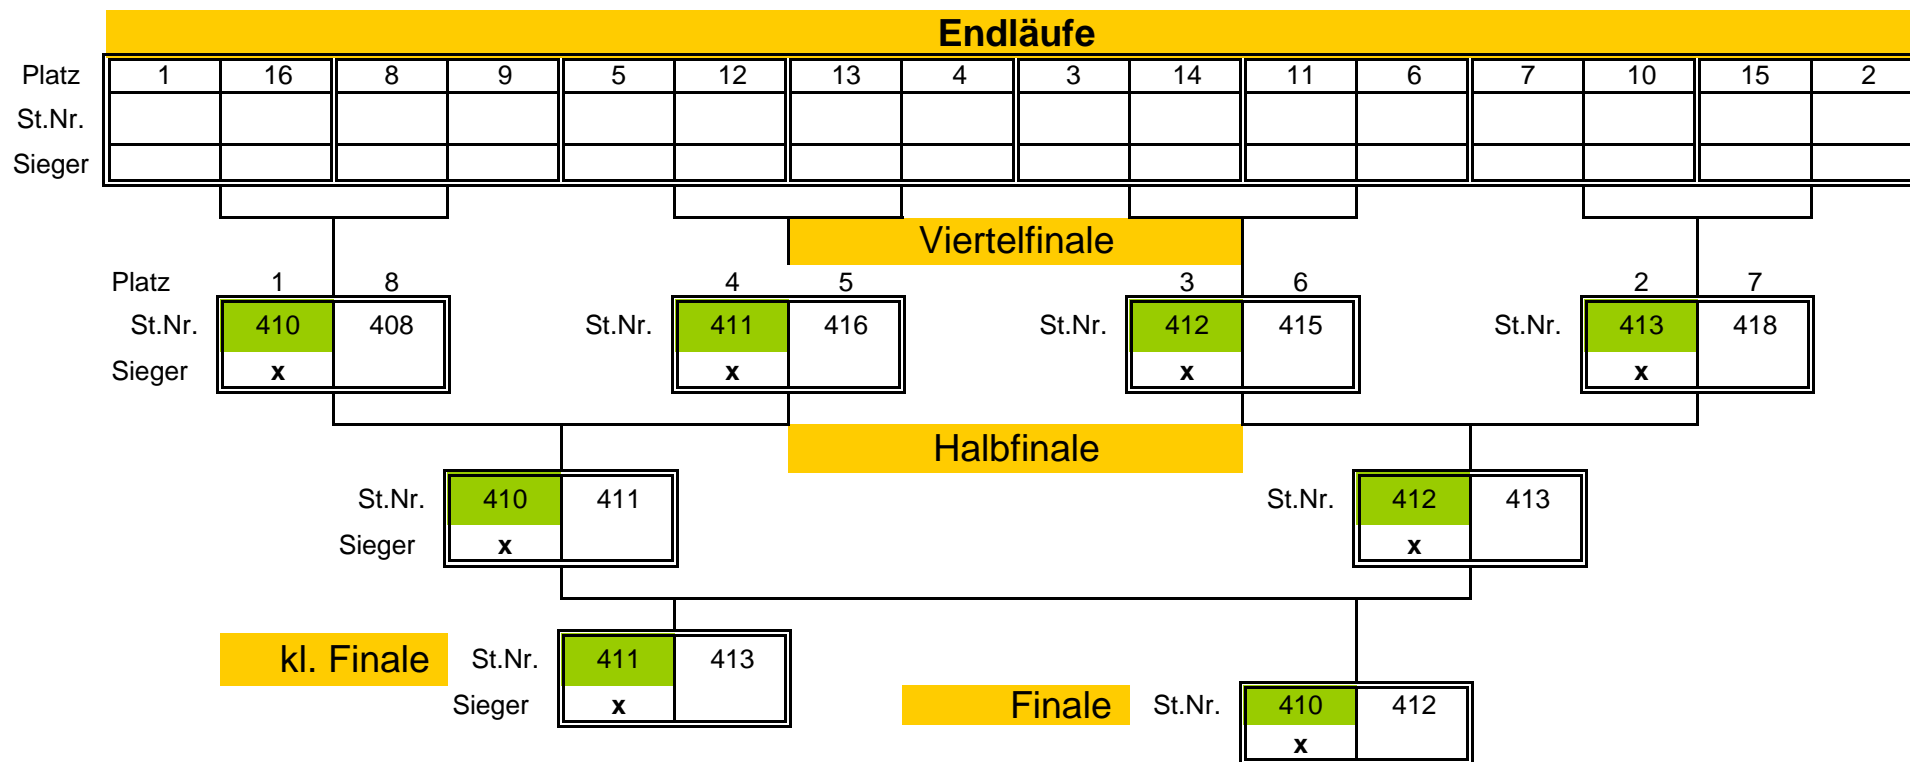 Endläufe
Platz 1 16 8 9 5 12 13 4 3 14 11 6 7 10 15 2
St.Nr.
Sieger
Viertelfinale
Platz 1 8 4 5 3 6 2 7
St.Nr. 410 408 St.Nr. 411 416 St.Nr. 412 415 St.Nr. 413 418
Sieger x x x x
Halbfinale
St.Nr. 410 411 St.Nr. 412 413
Sieger x x
kl. Finale St.Nr. 411 413
Sieger x
Finale St.Nr. 410 412
x